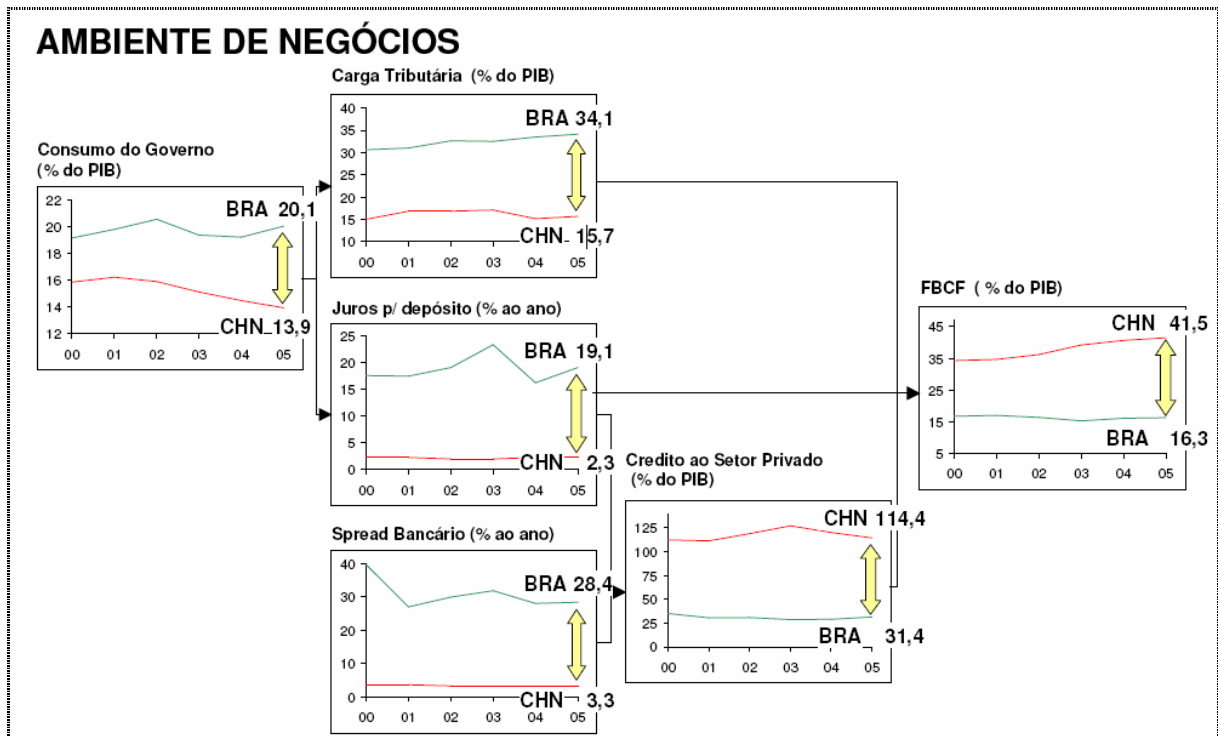 AMBIENTE DE NEGÓCIOS
Carga Tributária (% do PIB)
40
35
30
25
20
15
10
BRA 34,1
CHN 15,7
00 01 02 03 04 05
Consumo do Governo
(% do PIB)
22
20
18
16
14
12
BRA 20,1
CHN 13,9
00 01 02 03 04 05
Juros p/ depósito (% ao ano)
25
20
15
10
5
0
BRA 19,1
CHN 2,3
00 01 02 03 04 05
Spread Bancário (% ao ano)
40
30
20
10
0
BRA 28,4
CHN 3,3
00 01 02 03 04 05
Credito ao Setor Privado
(% do PIB)
125
100
75
50
25
0
CHN 114,4
BRA 31,4
00 01 02 03 04 05
FBCF ( % do PIB)
45
35
25
15
5
CHN 41,5
BRA 16,3
00 01 02 03 04 05